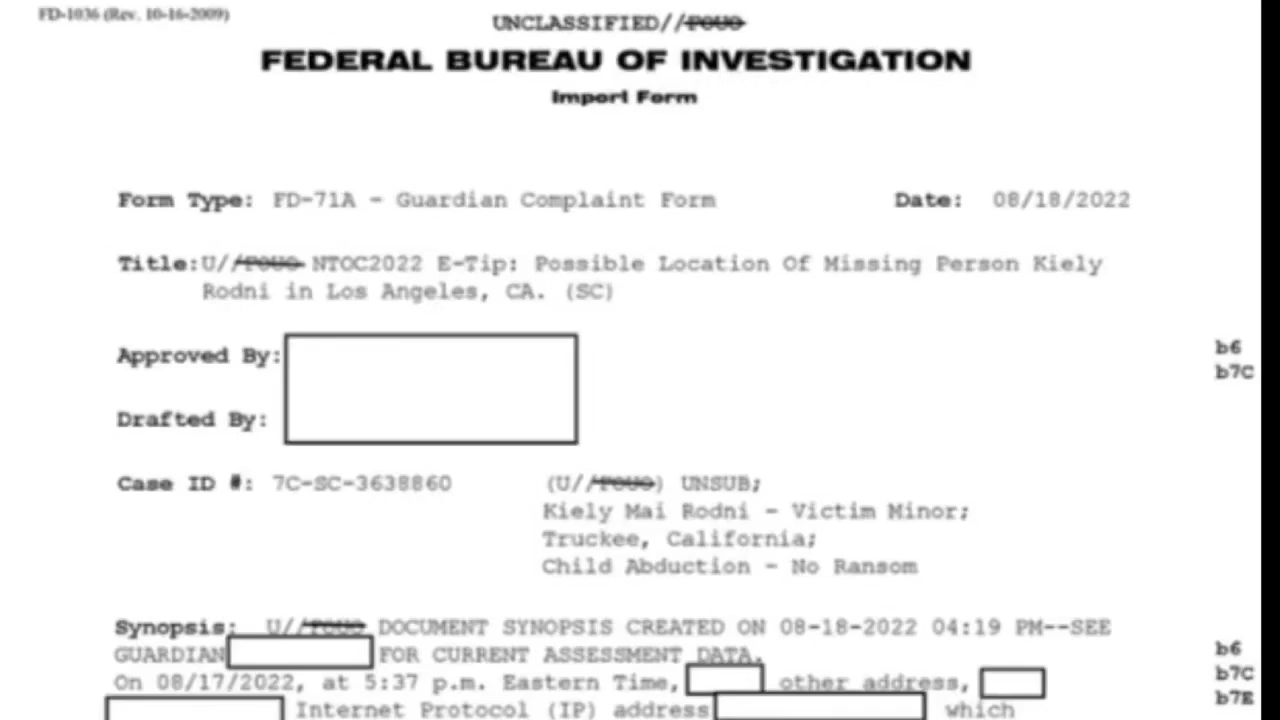 FD-1036 (Rev. 10-16-2009)
UNCLASSIFIED//FOUO
FEDERAL BUREAU OF INVESTIGATION
Import Form
Form Type: FD-71A - Guardian Complaint Form Date: 08/18/2022
Title:U//FOUO NTOC2022 E-Tip: Possible Location Of Missing Person Kiely
Rodni in Los Angeles, CA. (SC)
Approved By:
b6
b7C
Drafted By:
Case ID #: 7C-SC-3638860 (U//FOUO) UNSUB;
Kiely Mai Rodni - Victim Minor;
Truckee, California;
Child Abduction - No Ransom
Synopsis: U//FOUO DOCUMENT SYNOPSIS CREATED ON 08-18-2022 04:19 PM--SEE
GUARDIAN FOR CURRENT ASSESSMENT DATA. b6
On 08/17/2022, at 5:37 p.m. Eastern Time, other address, b7C
Internet Protocol (IP) address which b7E